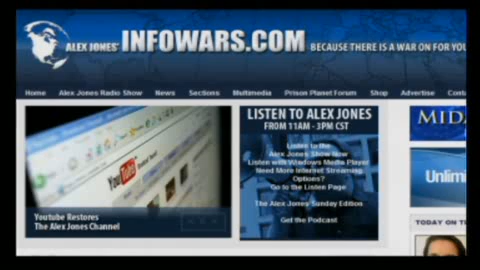 ALEX JONES' INFOWARS.COM BECAUSE THERE IS A WAR ON FOR YOU
Home Alex Jones Radio Show News Sections Multimedia Prison Planet Forum Shop Advertise Conta
YouTube
Youtube Restores
The Alex Jones Channel
LISTEN TO ALEX JONES
FROM 11AM - 3PM CST
Listen to the
Alex Jones Show Now
Listen with Windows Media Player
Need More Internet Streaming
Options?
Go to the Listen Page
The Alex Jones Sunday Edition
Get the Podcast
MIDA
Unlimi
TODAY ON T